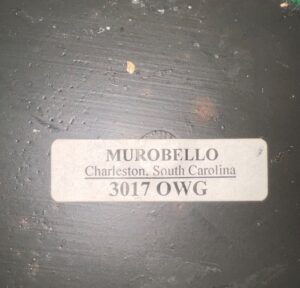 MUROBELLO
Charleston, South Carolina
3017 OWG